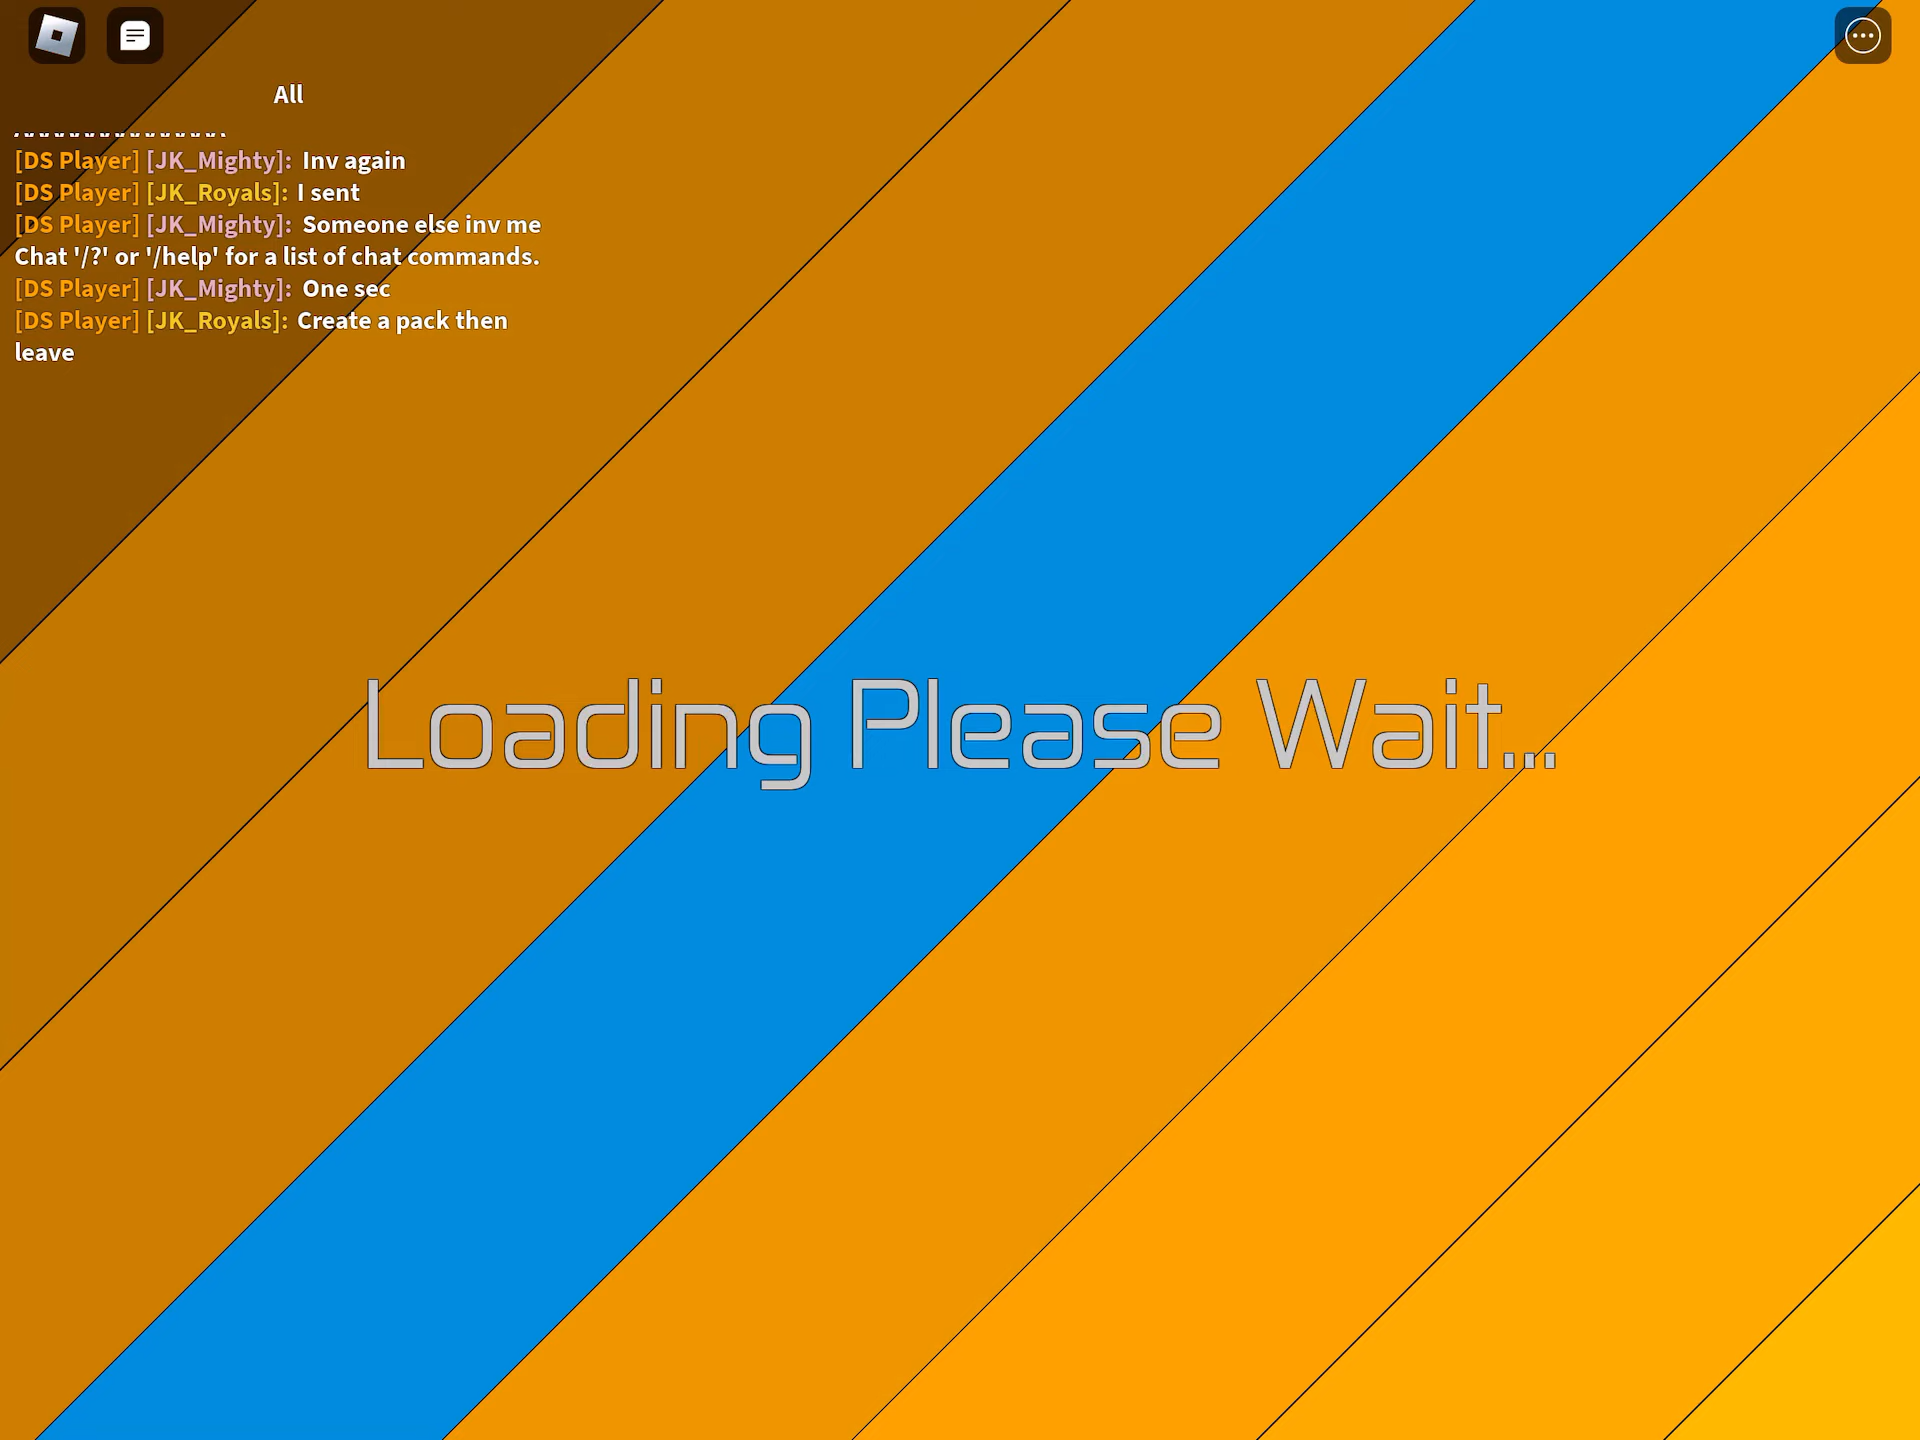 All
[DS Player] [JK_Mighty]: Inv again
[DS Player] [JK_Royals]: I sent
[DS Player] [JK_Mighty]: Someone else inv me
Chat '/?' or '/help' for a list of chat commands.
[DS Player] [JK_Mighty]: One sec
[DS Player] [JK_Royals]: Create a pack then
leave
Loading Please Wait...